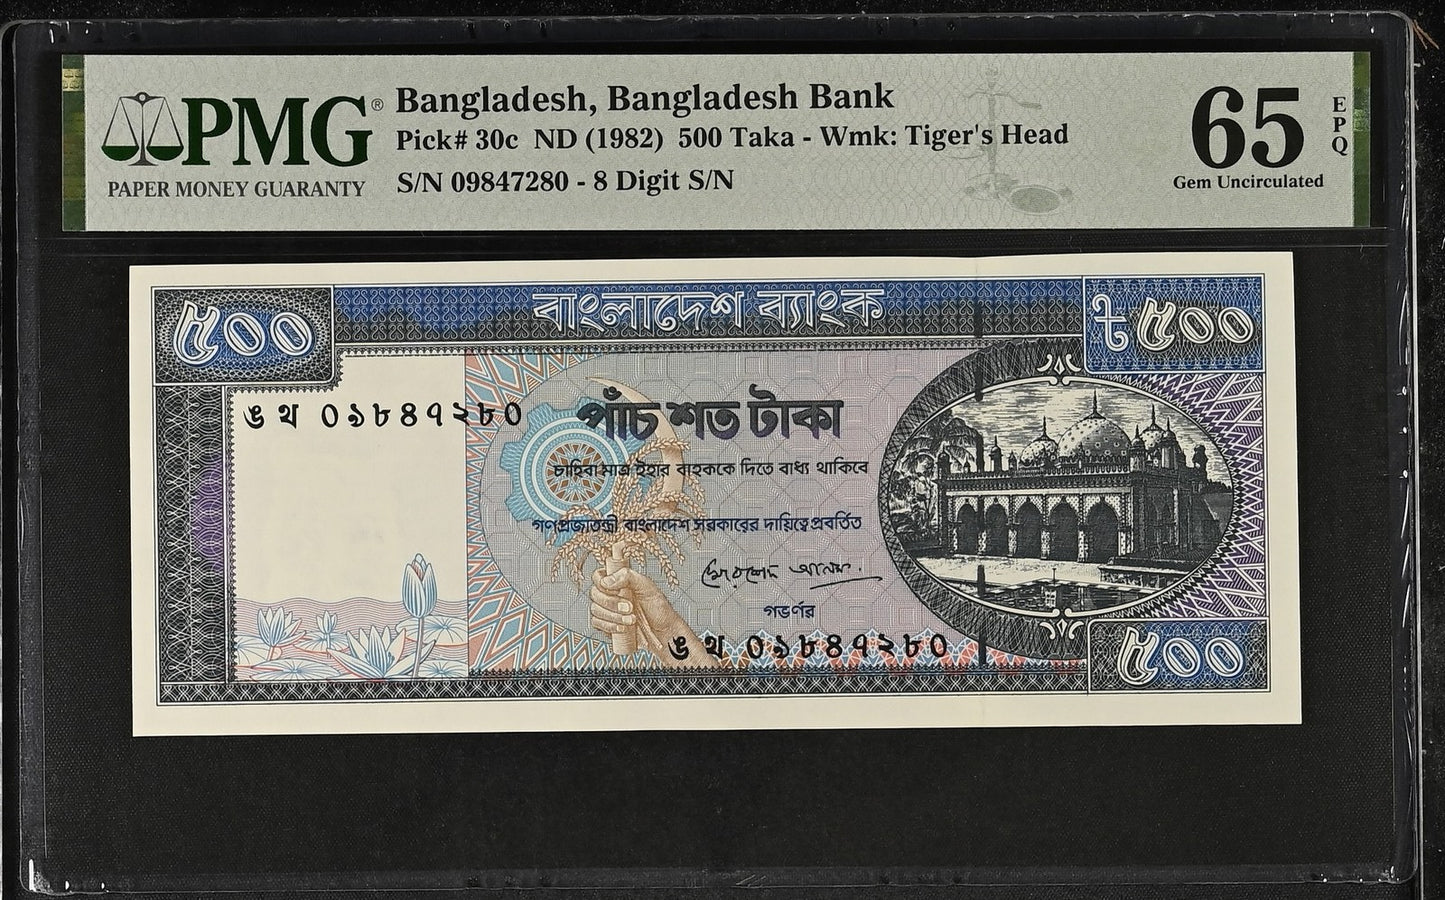 PMG®
PAPER MONEY GUARANTY
Bangladesh, Bangladesh Bank
Pick# 30c ND (1982) 500 Taka - Wmk: Tiger's Head
S/N 09847280 - 8 Digit S/N
65
EPQ
Gem Uncirculated
৫০০
বাংলাদেশ ব্যাংক
৳৫০০
ঙ থ ০৯৮৪৭২৮০
পাঁচ শত টাকা
চাহিবা মাত্র ইহার বাহককে দিতে বাধ্য থাকিবে
গণপ্রজাতন্ত্রী বাংলাদেশ সরকারের দায়িত্বে প্রবর্তিত
গভর্ণর
ঙ থ ০৯৮৪৭২৮০
৫০০